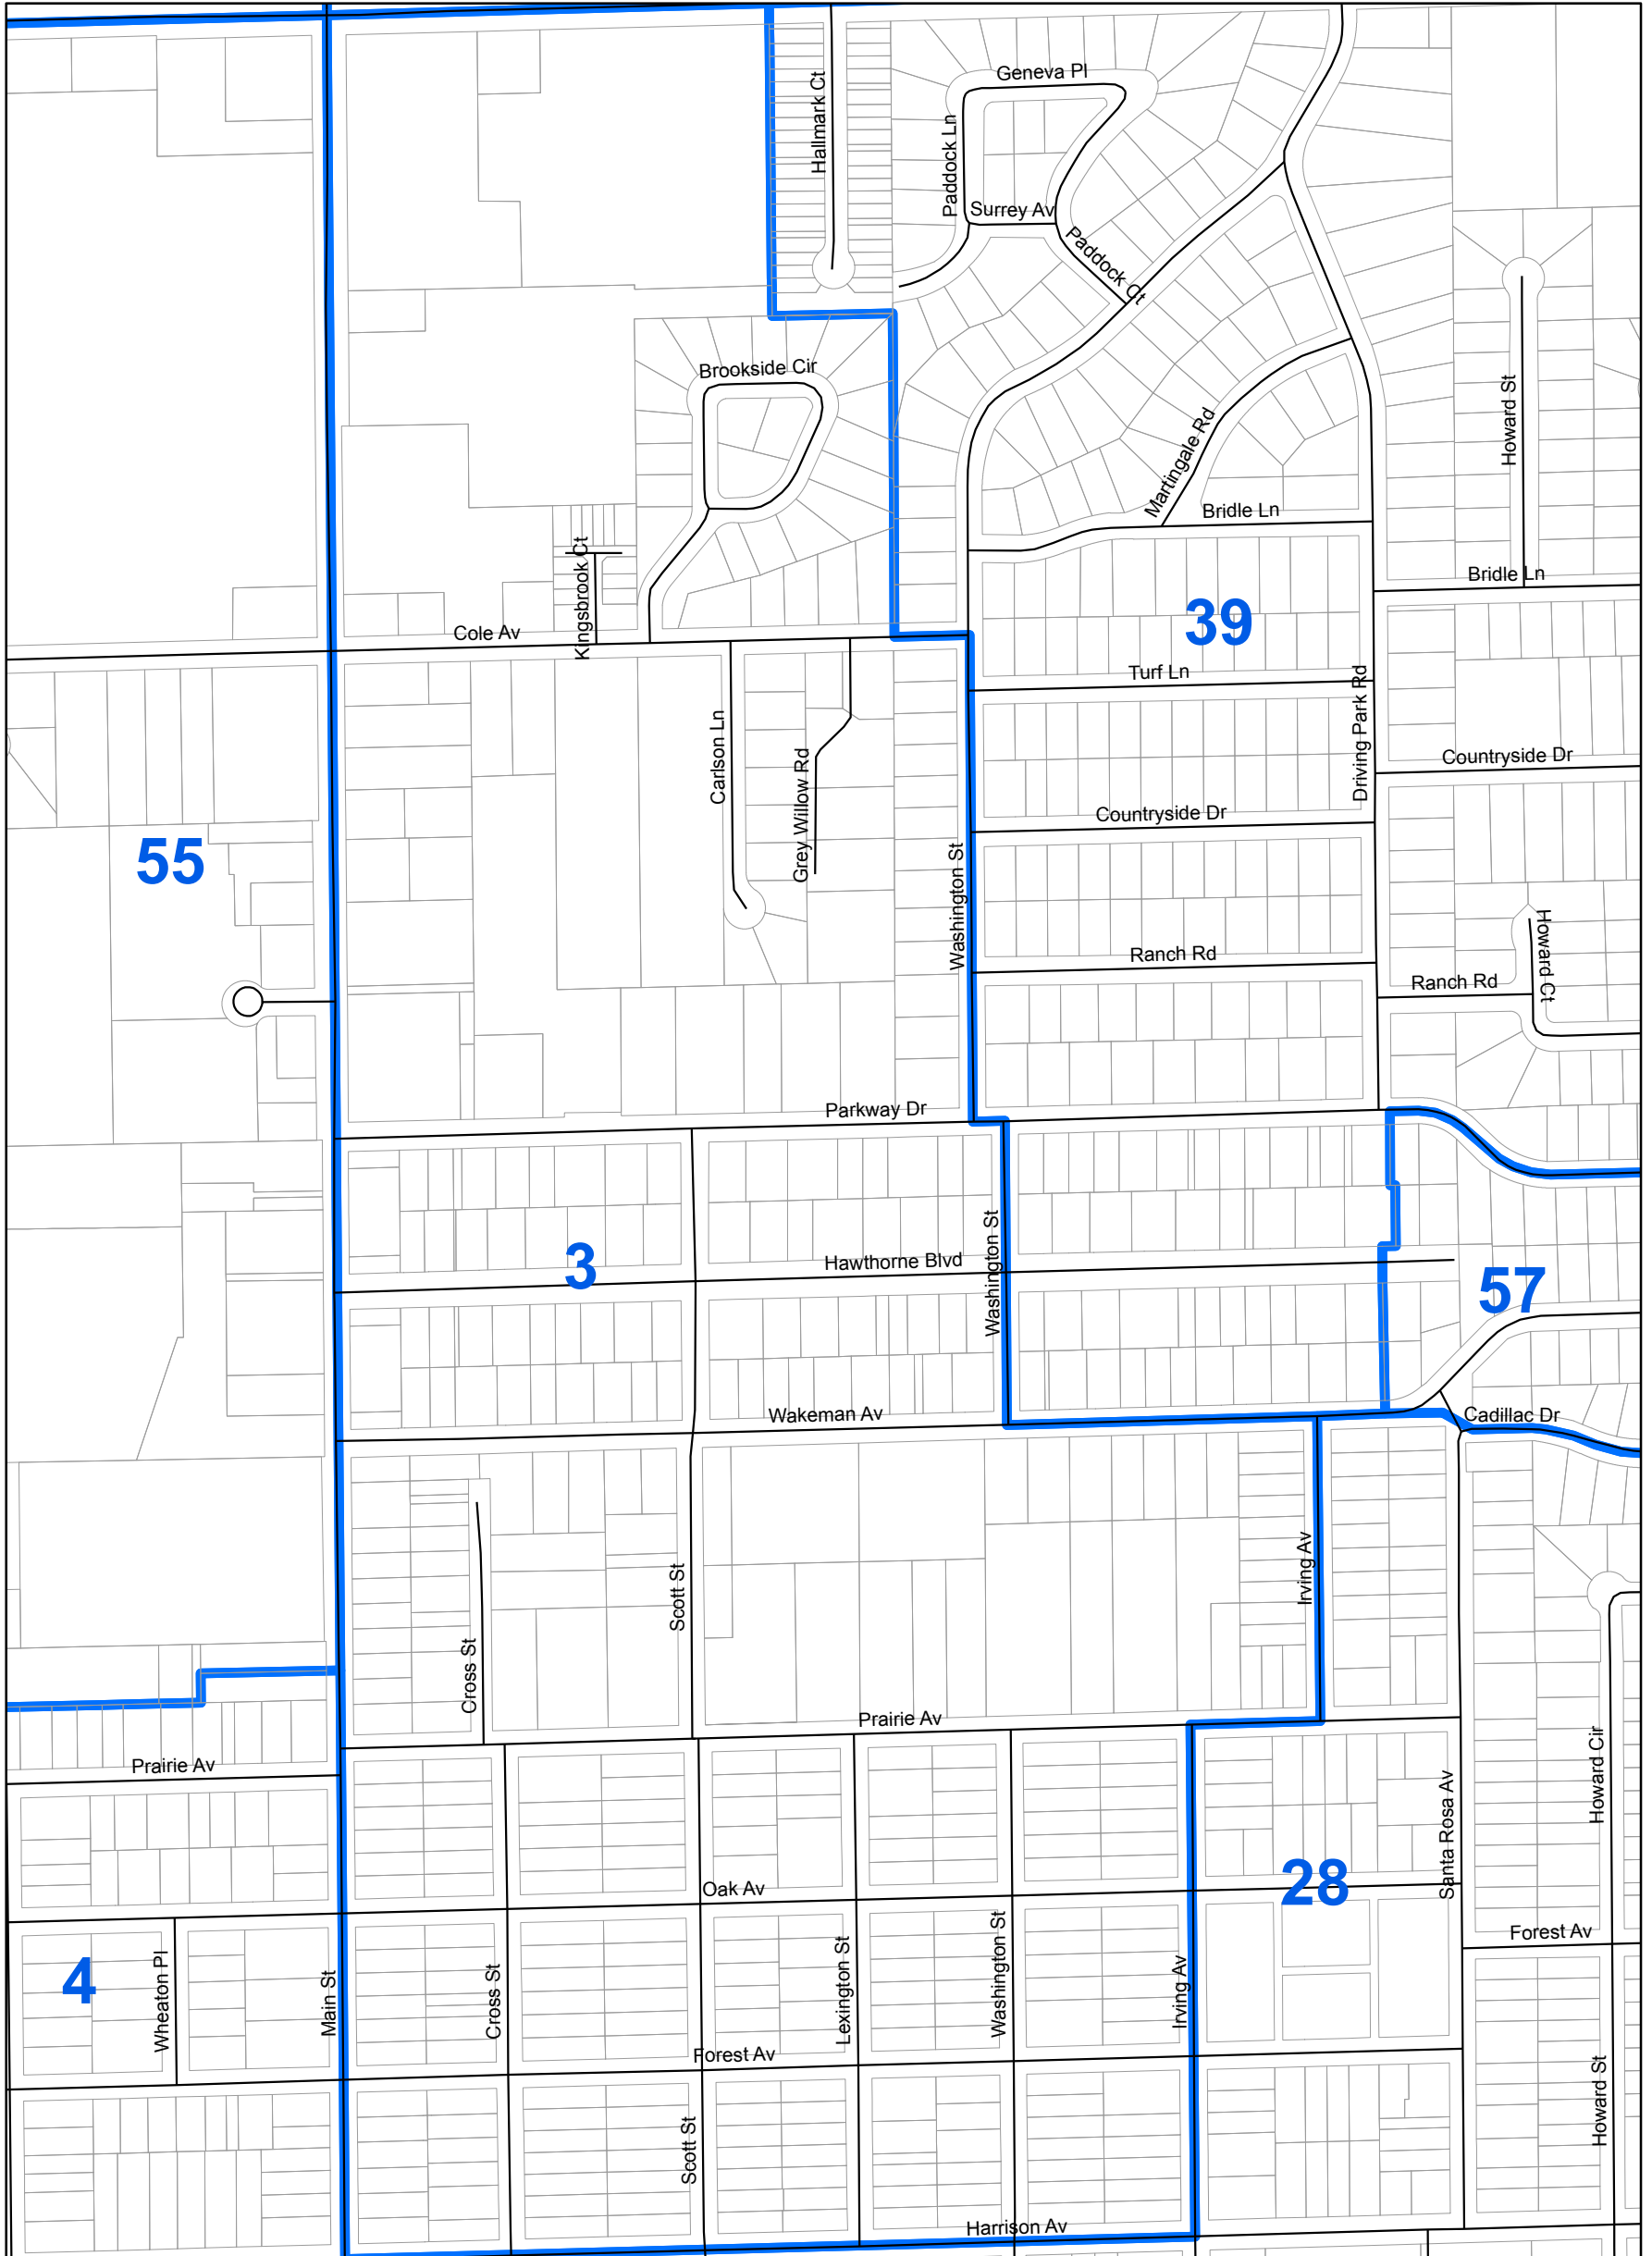 Geneva Pl
Hallmark Ct
Paddock Ln
Surrey Av
Paddock Ct
Brookside Cir
Howard St
Martingale Rd
Bridle Ln
Kingsbrook Ct
Bridle Ln
39
Cole Av
Turf Ln
Driving Park Rd
Carlson Ln
Grey Willow Rd
Countryside Dr
Countryside Dr
55
Washington St
Ranch Rd
Howard Ct
Ranch Rd
Parkway Dr
3
Hawthorne Blvd
Washington St
57
Wakeman Av
Cadillac Dr
Scott St
Irving Av
Cross St
Prairie Av
Prairie Av
Howard Cir
Santa Rosa Av
28
Oak Av
Forest Av
4
Wheaton Pl
Main St
Cross St
Lexington St
Washington St
Irving Av
Forest Av
Scott St
Howard St
Harrison Av